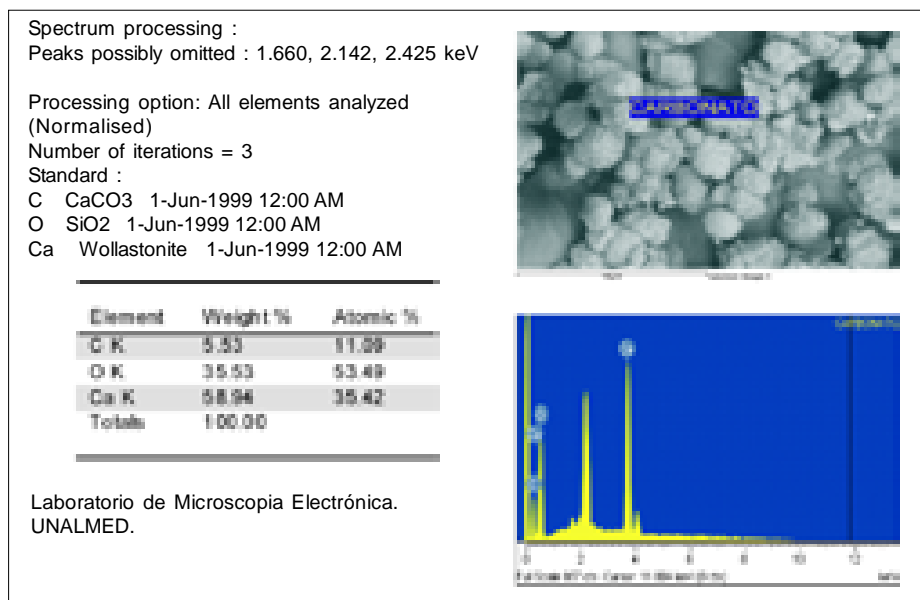 Spectrum processing :
Peaks possibly omitted : 1.660, 2.142, 2.425 keV
Processing option: All elements analyzed
(Normalised)
Number of iterations = 3
Standard :
C CaCO3 1-Jun-1999 12:00 AM
O SiO2 1-Jun-1999 12:00 AM
Ca Wollastonite 1-Jun-1999 12:00 AM
Element Weight % Atomic %
C K 5.53 11.09
O K 35.53 53.49
Ca K 58.94 35.42
Totals 100.00
Laboratorio de Microscopia Electrónica.
UNALMED.
CARBONATO
CARBONATO
0 2 4 6 8 10 12